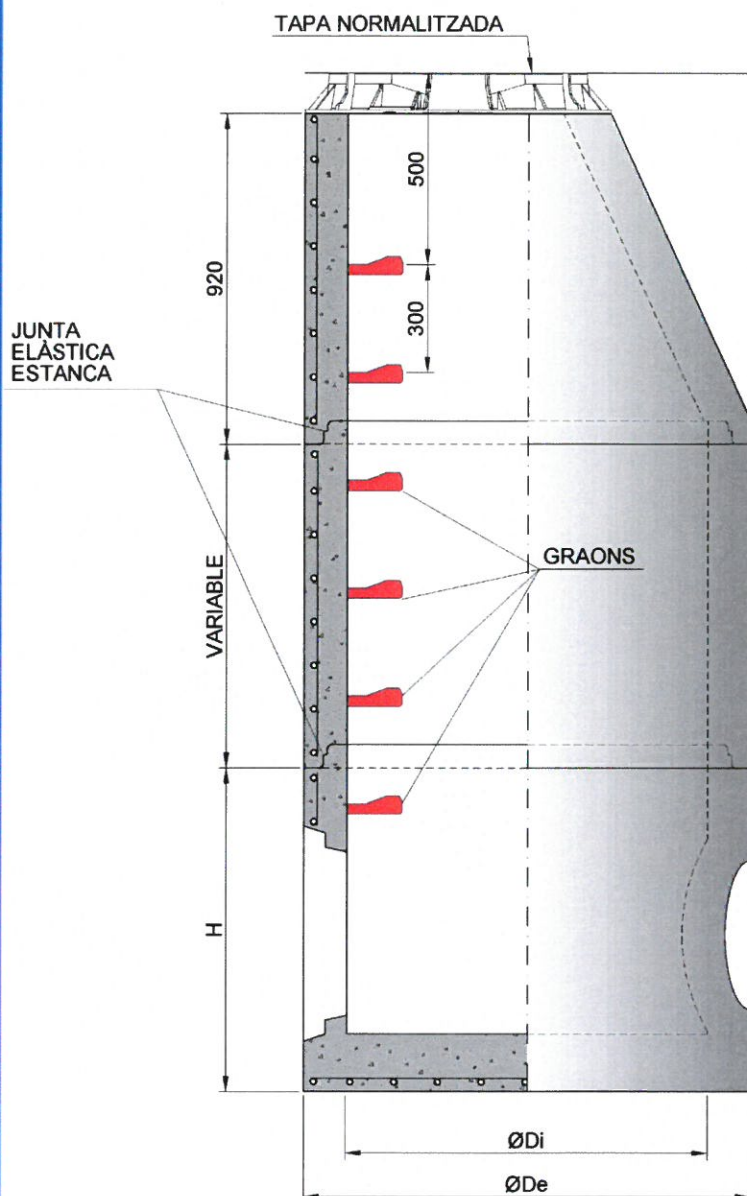 TAPA NORMALITZADA
500
920
300
JUNTA
ELÀSTICA
ESTANCA
GRAONS
VARIABLE
H
ØDi
ØDe